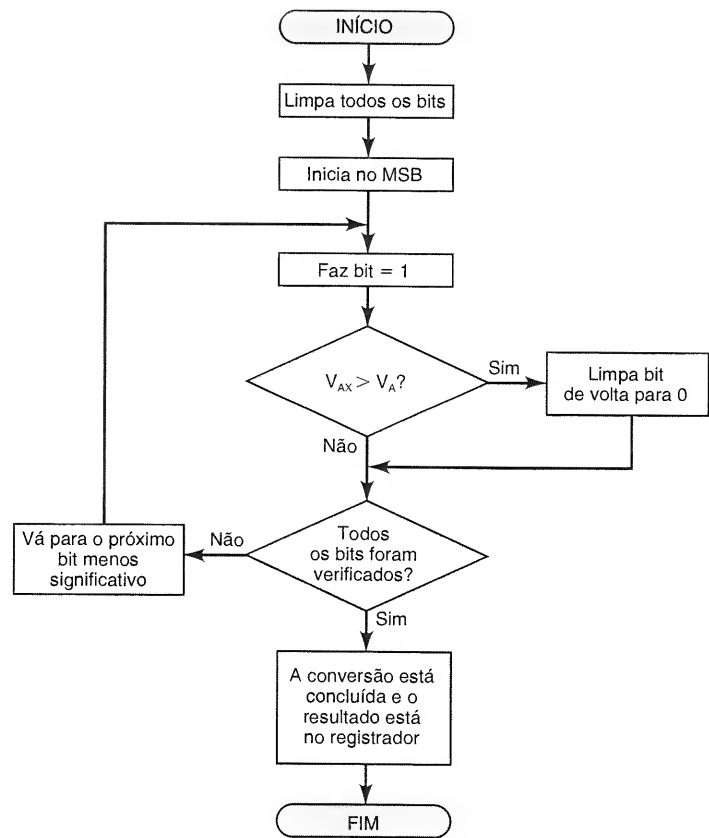 INÍCIO
Limpa todos os bits
Inicia no MSB
Faz bit = 1
V_AX > V_A?
Sim
Limpa bit
de volta para 0
Não
Todos
os bits foram
verificados?
Não
Vá para o próximo
bit menos
significativo
Sim
A conversão está
concluída e o
resultado está
no registrador
FIM